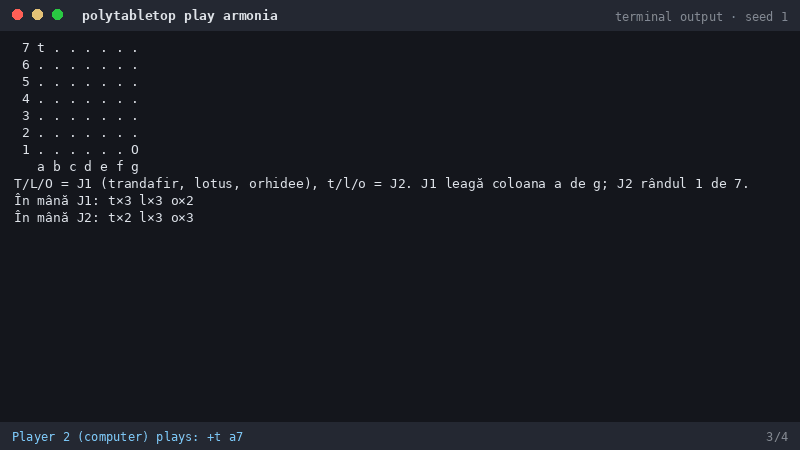 polytabletop play armonia
terminal output · seed 1
7 t . . . . . .
6 . . . . . . .
5 . . . . . . .
4 . . . . . . .
3 . . . . . . .
2 . . . . . . .
1 . . . . . . O
a b c d e f g
T/L/O = J1 (trandafir, lotus, orhidee), t/l/o = J2. J1 leagă coloana a de g; J2 rândul 1 de 7.
În mână J1: t×3 l×3 o×2
În mână J2: t×2 l×3 o×3
Player 2 (computer) plays: +t a7
3/4